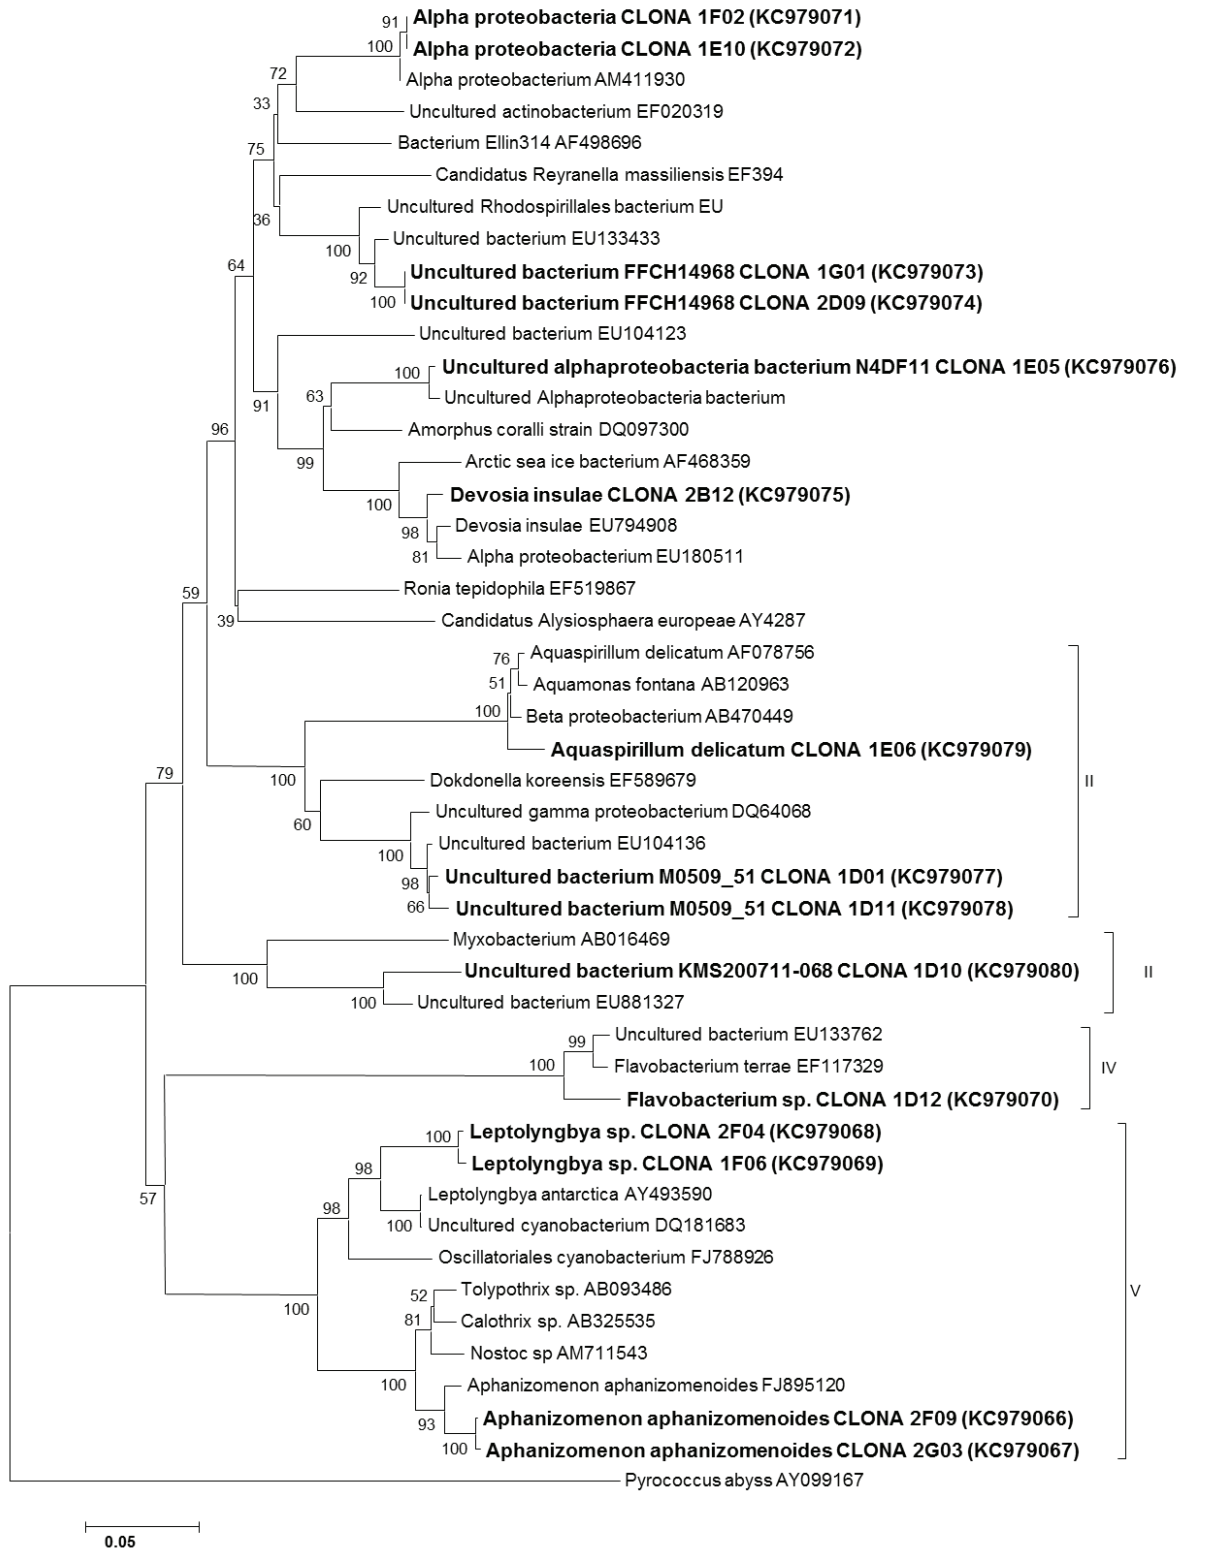 91
Alpha proteobacteria CLONA 1F02 (KC979071)
100
Alpha proteobacteria CLONA 1E10 (KC979072)
72
Alpha proteobacterium AM411930
33
Uncultured actinobacterium EF020319
75
Bacterium Ellin314 AF498696
Candidatus Reyranella massiliensis EF394
36
Uncultured Rhodospirillales bacterium EU
100
Uncultured bacterium EU133433
64
92
Uncultured bacterium FFCH14968 CLONA 1G01 (KC979073)
100
Uncultured bacterium FFCH14968 CLONA 2D09 (KC979074)
Uncultured bacterium EU104123
100
Uncultured alphaproteobacteria bacterium N4DF11 CLONA 1E05 (KC979076)
63
Uncultured Alphaproteobacteria bacterium
91
Amorphus coralli strain DQ097300
96
99
Arctic sea ice bacterium AF468359
100
Devosia insulae CLONA 2B12 (KC979075)
98
Devosia insulae EU794908
81
Alpha proteobacterium EU180511
59
Ronia tepidophila EF519867
39
Candidatus Alysiosphaera europeae AY4287
76
Aquaspirillum delicatum AF078756
51
Aquamonas fontana AB120963
100
Beta proteobacterium AB470449
Aquaspirillum delicatum CLONA 1E06 (KC979079)
79
100
Dokdonella koreensis EF589679
II
60
Uncultured gamma proteobacterium DQ64068
100
Uncultured bacterium EU104136
98
Uncultured bacterium M0509_51 CLONA 1D01 (KC979077)
66
Uncultured bacterium M0509_51 CLONA 1D11 (KC979078)
Myxobacterium AB016469
100
Uncultured bacterium KMS200711-068 CLONA 1D10 (KC979080)
II
100
Uncultured bacterium EU881327
99
Uncultured bacterium EU133762
100
Flavobacterium terrae EF117329
IV
Flavobacterium sp. CLONA 1D12 (KC979070)
100
Leptolyngbya sp. CLONA 2F04 (KC979068)
98
Leptolyngbya sp. CLONA 1F06 (KC979069)
57
98
Leptolyngbya antarctica AY493590
100
Uncultured cyanobacterium DQ181683
Oscillatoriales cyanobacterium FJ788926
100
52
Tolypothrix sp. AB093486
V
81
Calothrix sp. AB325535
Nostoc sp AM711543
100
Aphanizomenon aphanizomenoides FJ895120
93
Aphanizomenon aphanizomenoides CLONA 2F09 (KC979066)
100
Aphanizomenon aphanizomenoides CLONA 2G03 (KC979067)
Pyrococcus abyss AY099167
0.05